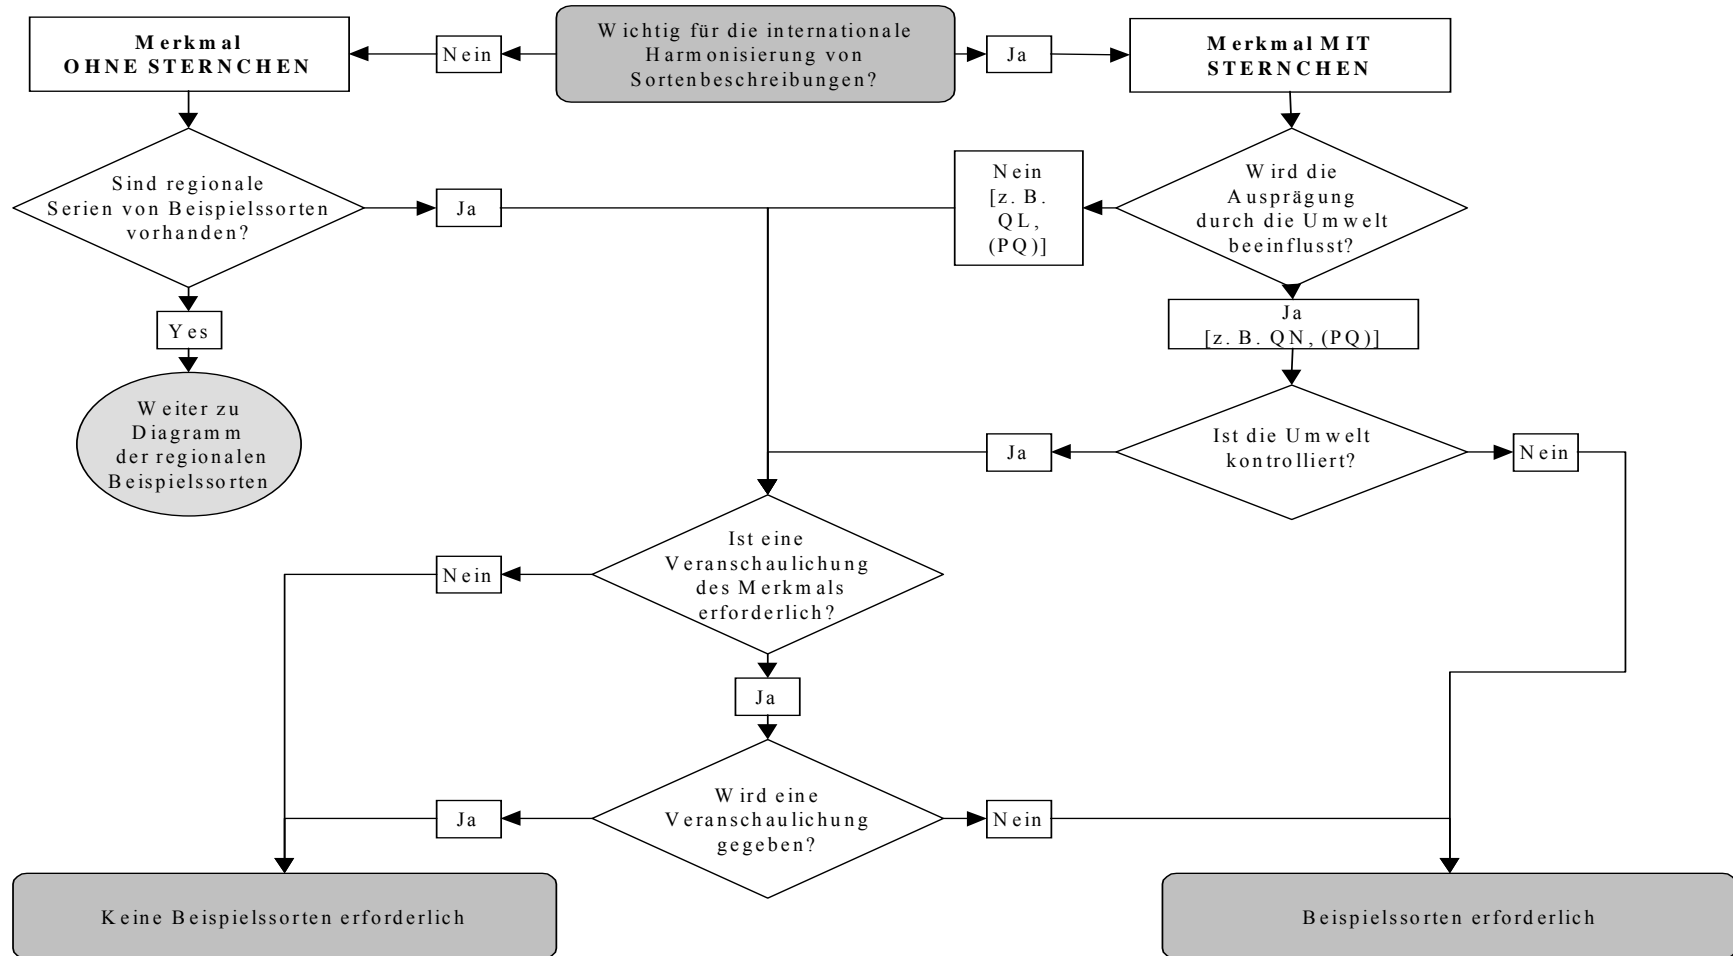 Wichtig für die internationale
Harmonisierung von
Sortenbeschreibungen?
Nein
Ja
Merkmal
OHNE STERNCHEN
Merkmal MIT
STERNCHEN
Sind regionale
Serien von Beispielssorten
vorhanden?
Ja
Nein
[z. B.
QL,
(PQ)]
Wird die
Ausprägung
durch die Umwelt
beeinflusst?
Yes
Ja
[z. B. QN, (PQ)]
Weiter zu
Diagramm
der regionalen
Beispielssorten
Ja
Ist die Umwelt
kontrolliert?
Nein
Nein
Ist eine
Veranschaulichung
des Merkmals
erforderlich?
Ja
Ja
Wird eine
Veranschaulichung
gegeben?
Nein
Keine Beispielssorten erforderlich
Beispielssorten erforderlich